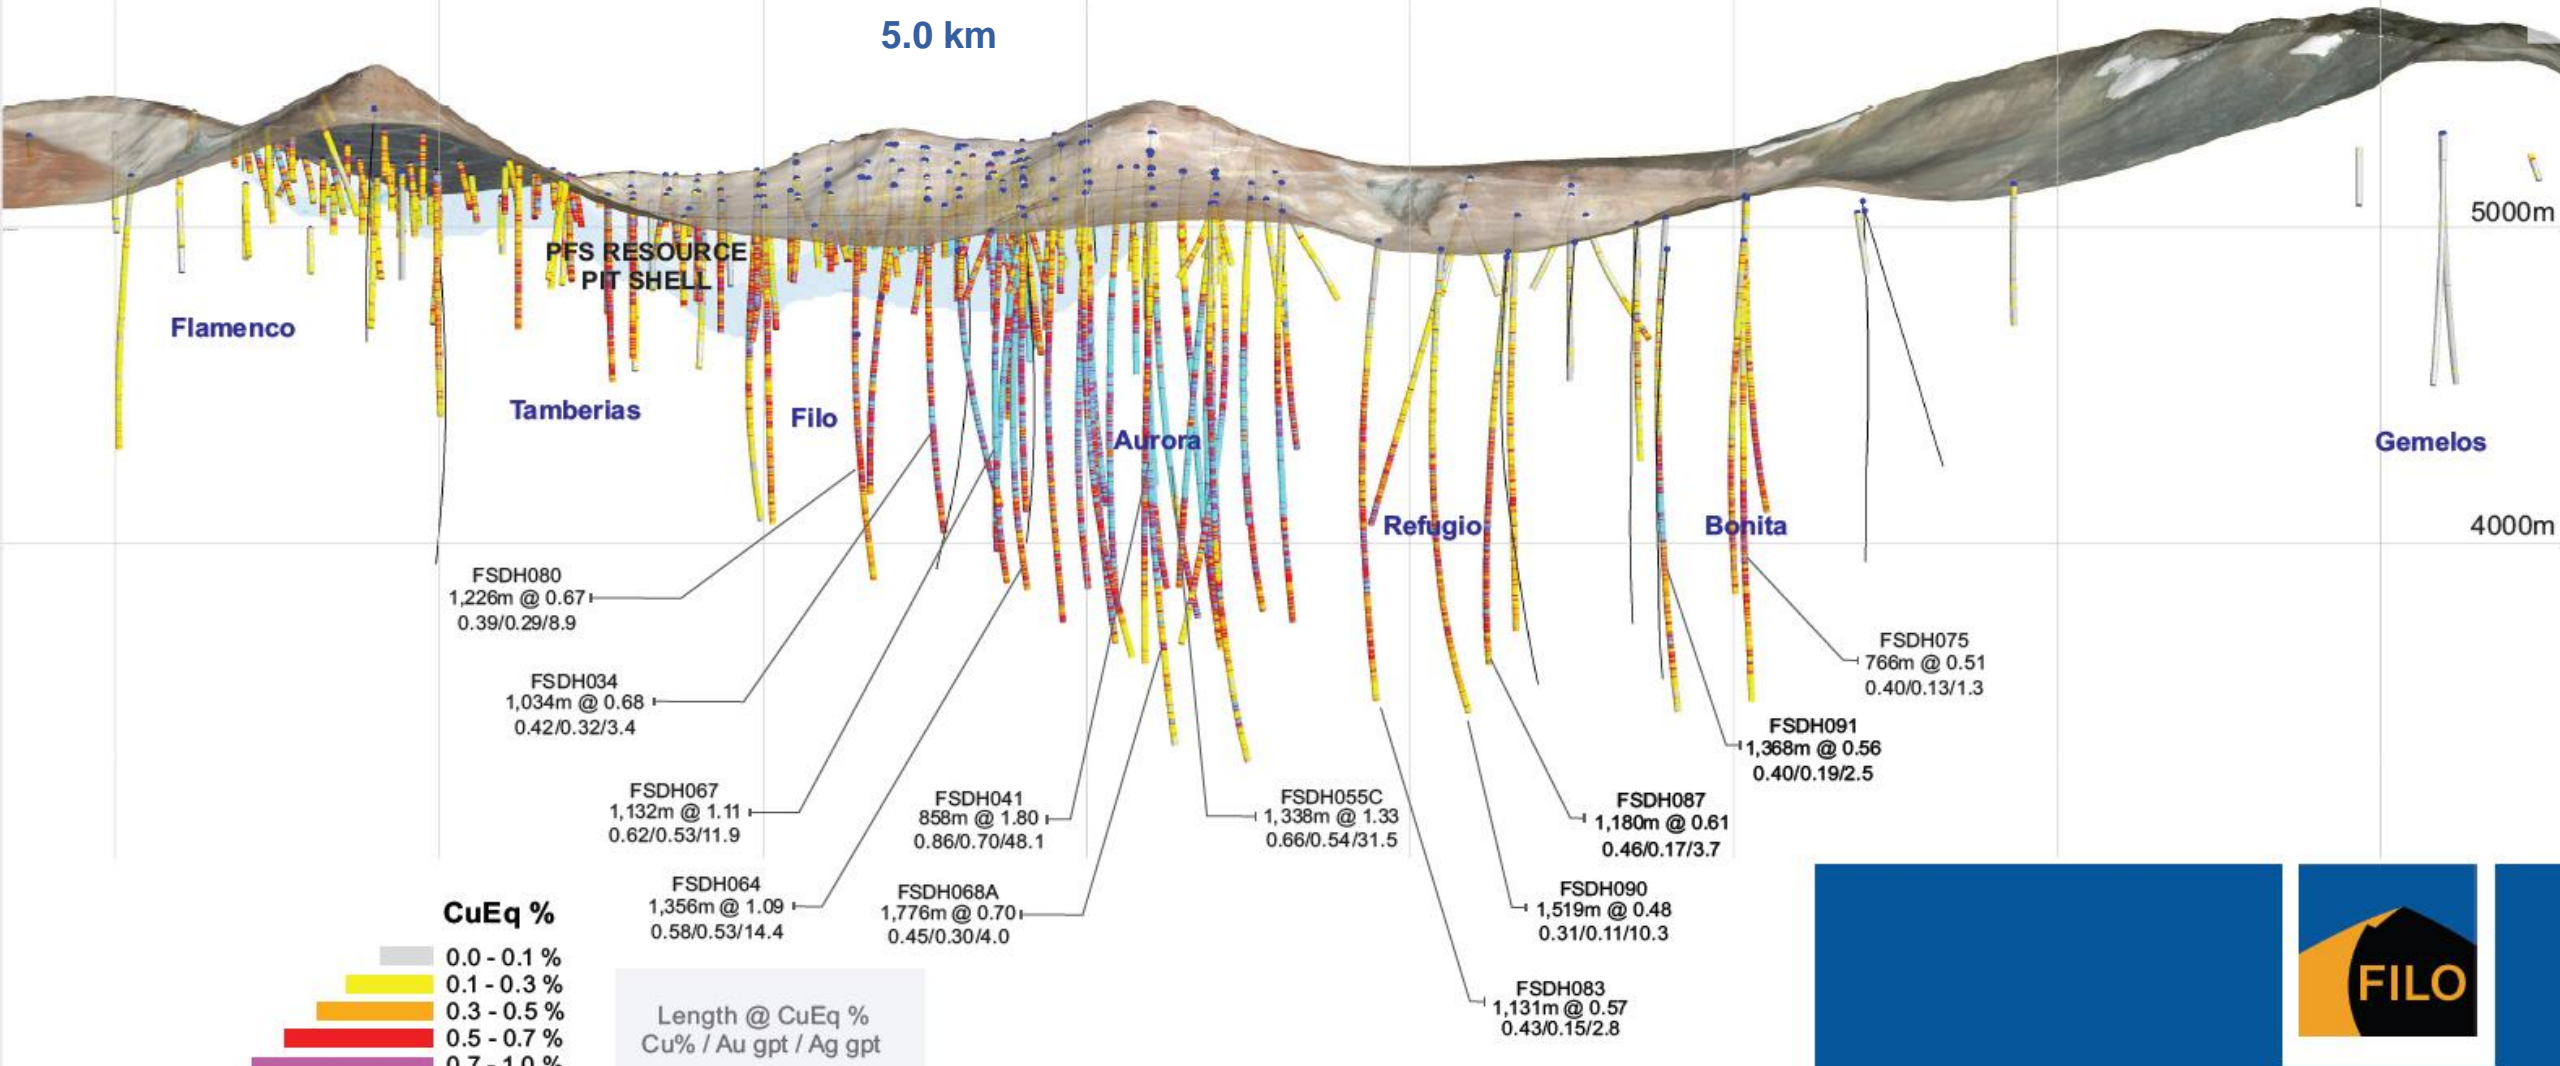 5.0 km
5000m
PFS RESOURCE
PIT SHELL
Flamenco
Tamberias
Filo
Aurora
Gemelos
Refugio
Bonita
4000m
FSDH080
1,226m @ 0.67
0.39/0.29/8.9
FSDH034
1,034m @ 0.68
0.42/0.32/3.4
FSDH067
1,132m @ 1.11
0.62/0.53/11.9
FSDH064
1,356m @ 1.09
0.58/0.53/14.4
FSDH041
858m @ 1.80
0.86/0.70/48.1
FSDH068A
1,776m @ 0.70
0.45/0.30/4.0
FSDH055C
1,338m @ 1.33
0.66/0.54/31.5
FSDH075
766m @ 0.51
0.40/0.13/1.3
FSDH091
1,368m @ 0.56
0.40/0.19/2.5
FSDH087
1,180m @ 0.61
0.46/0.17/3.7
FSDH090
1,519m @ 0.48
0.31/0.11/10.3
FSDH083
1,131m @ 0.57
0.43/0.15/2.8
CuEq %
0.0 - 0.1 %
0.1 - 0.3 %
0.3 - 0.5 %
0.5 - 0.7 %
0.7 - 1.0 %
Length @ CuEq %
Cu% / Au gpt / Ag gpt
FILO